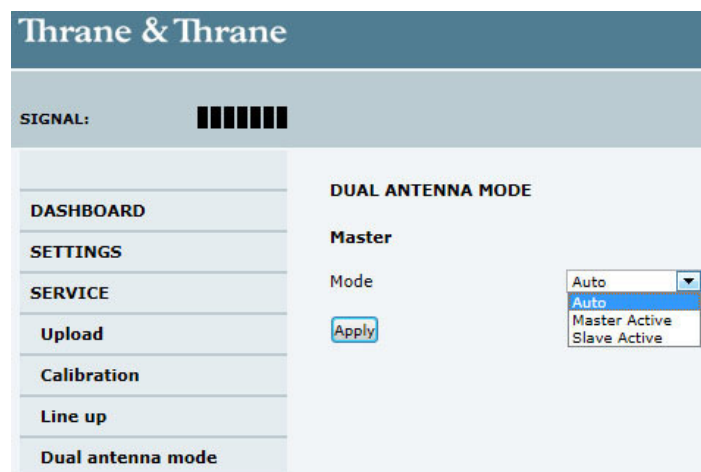 Thrane & Thrane
SIGNAL:
DASHBOARD
SETTINGS
SERVICE
Upload
Calibration
Line up
Dual antenna mode
DUAL ANTENNA MODE
Master
Mode
Auto
Auto
Master Active
Slave Active
Apply